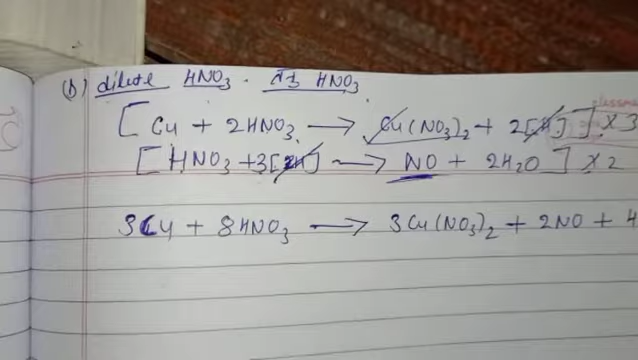 (b) dilute HNO₃. HNO₃
[Cu + 2HNO₃ → Cu(NO₃)₂ + 2[H]] × 3
[HNO₃ + 3[H] → NO + 2H₂O] × 2
3Cu + 8HNO₃ → 3Cu(NO₃)₂ + 2NO + 4